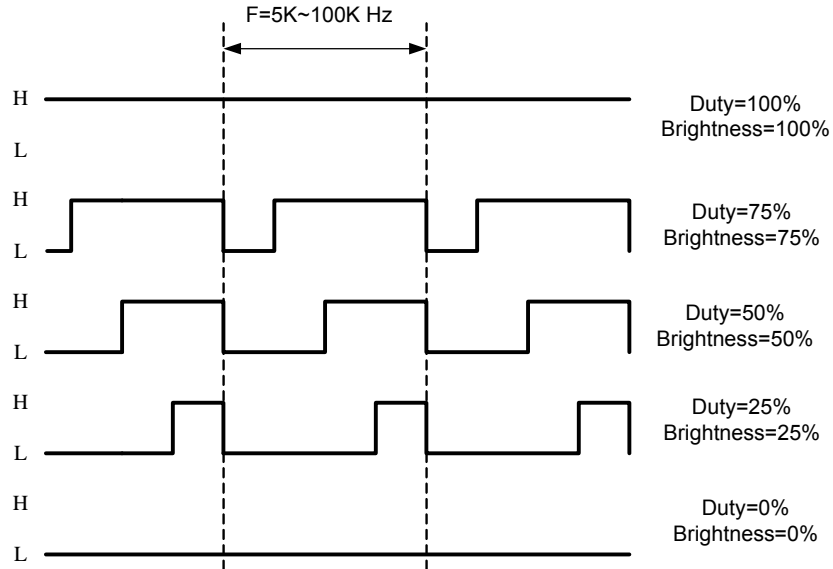 F=5K~100K Hz
H
Duty=100%
Brightness=100%
L
H
Duty=75%
Brightness=75%
L
H
Duty=50%
Brightness=50%
L
H
Duty=25%
Brightness=25%
L
H
Duty=0%
Brightness=0%
L